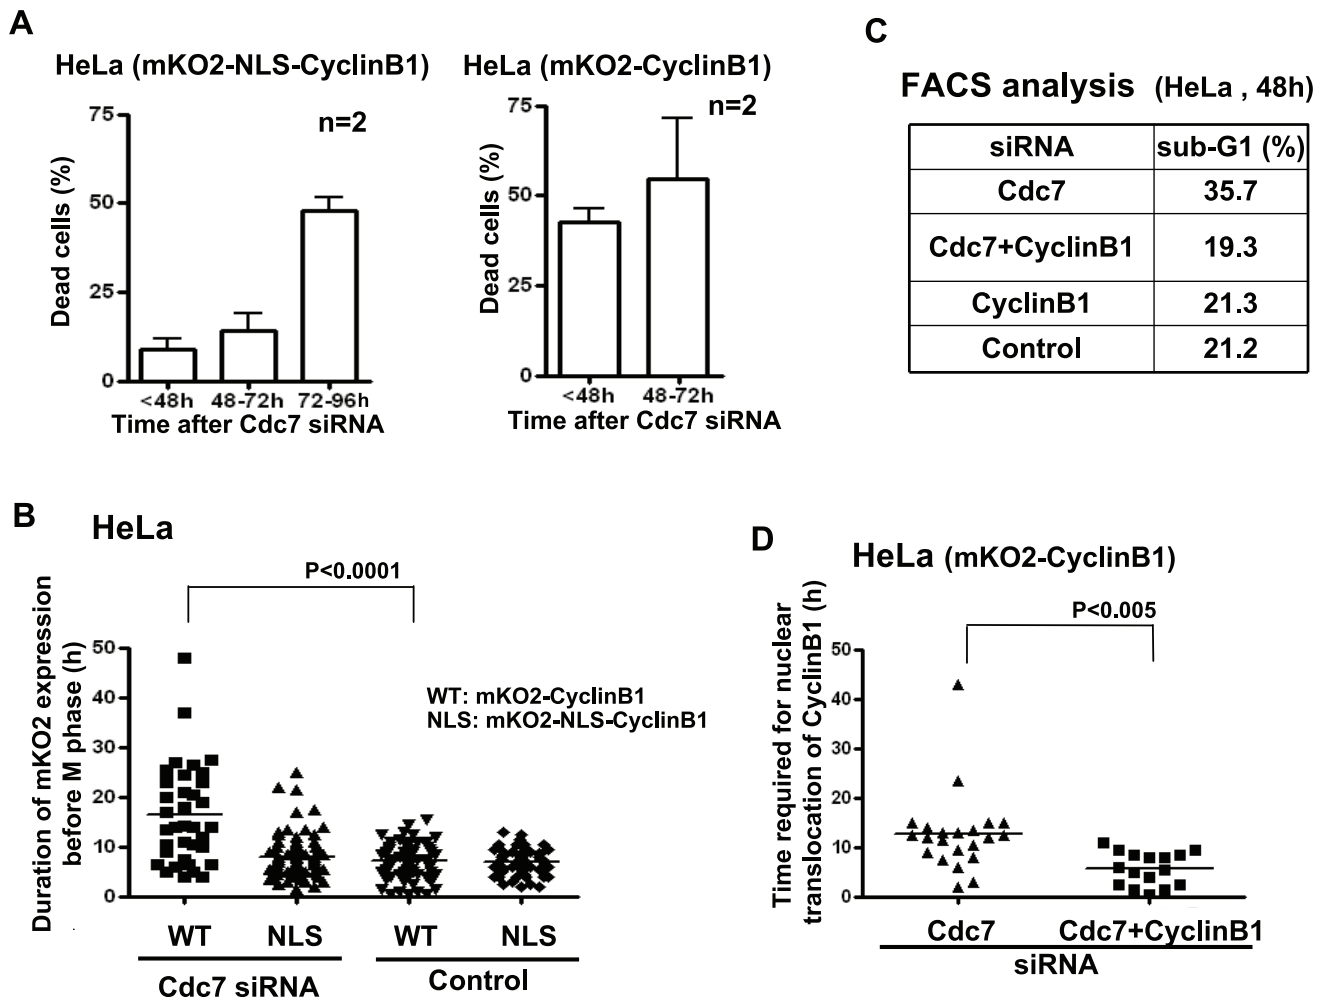 A
HeLa (mKO2-NLS-CyclinB1)
n=2
Dead cells (%)
75
50
25
0
<48h 48-72h 72-96h
Time after Cdc7 siRNA
HeLa (mKO2-CyclinB1)
n=2
Dead cells (%)
75
50
25
0
<48h 48-72h
Time after Cdc7 siRNA
C
FACS analysis (HeLa , 48h)
siRNA sub-G1 (%)
Cdc7 35.7
Cdc7+CyclinB1 19.3
CyclinB1 21.3
Control 21.2
B
HeLa
P<0.0001
Duration of mKO2 expression
before M phase (h)
50
40
30
20
10
0
WT: mKO2-CyclinB1
NLS: mKO2-NLS-CyclinB1
WT NLS WT NLS
Cdc7 siRNA Control
D
HeLa (mKO2-CyclinB1)
P<0.005
Time required for nuclear
translocation of CyclinB1 (h)
50
40
30
20
10
0
Cdc7 Cdc7+CyclinB1
siRNA